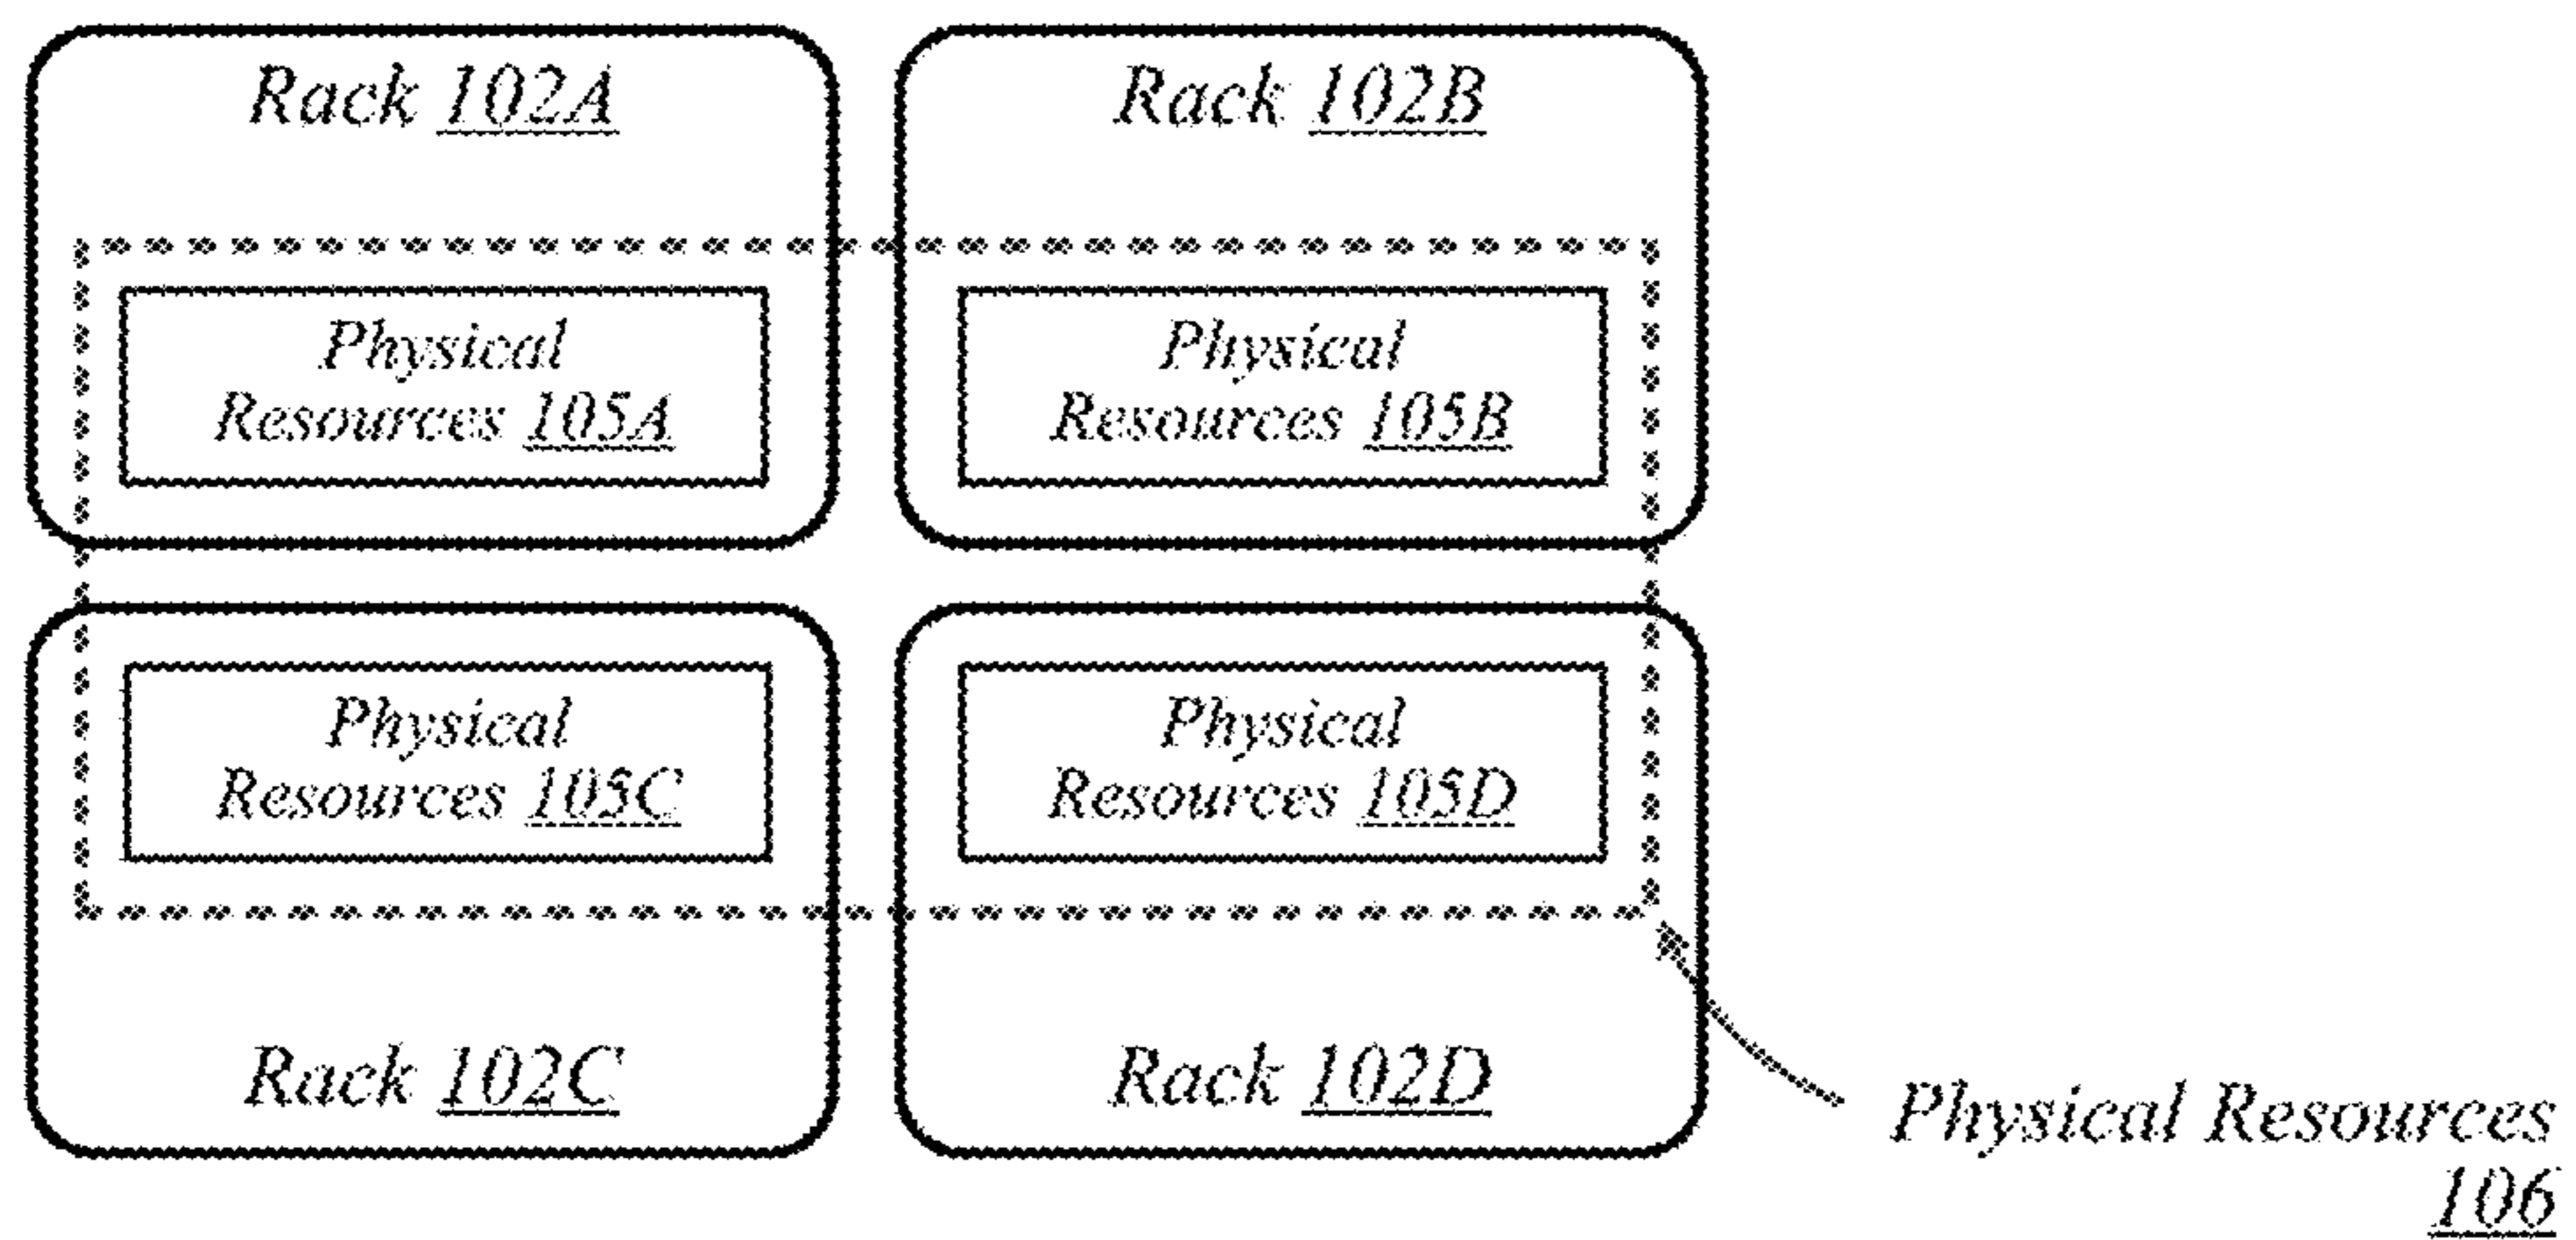 Rack 102A
Rack 102B
Physical
Resources 105A
Physical
Resources 105B
Physical
Resources 105C
Physical
Resources 105D
Rack 102C
Rack 102D
Physical Resources
106